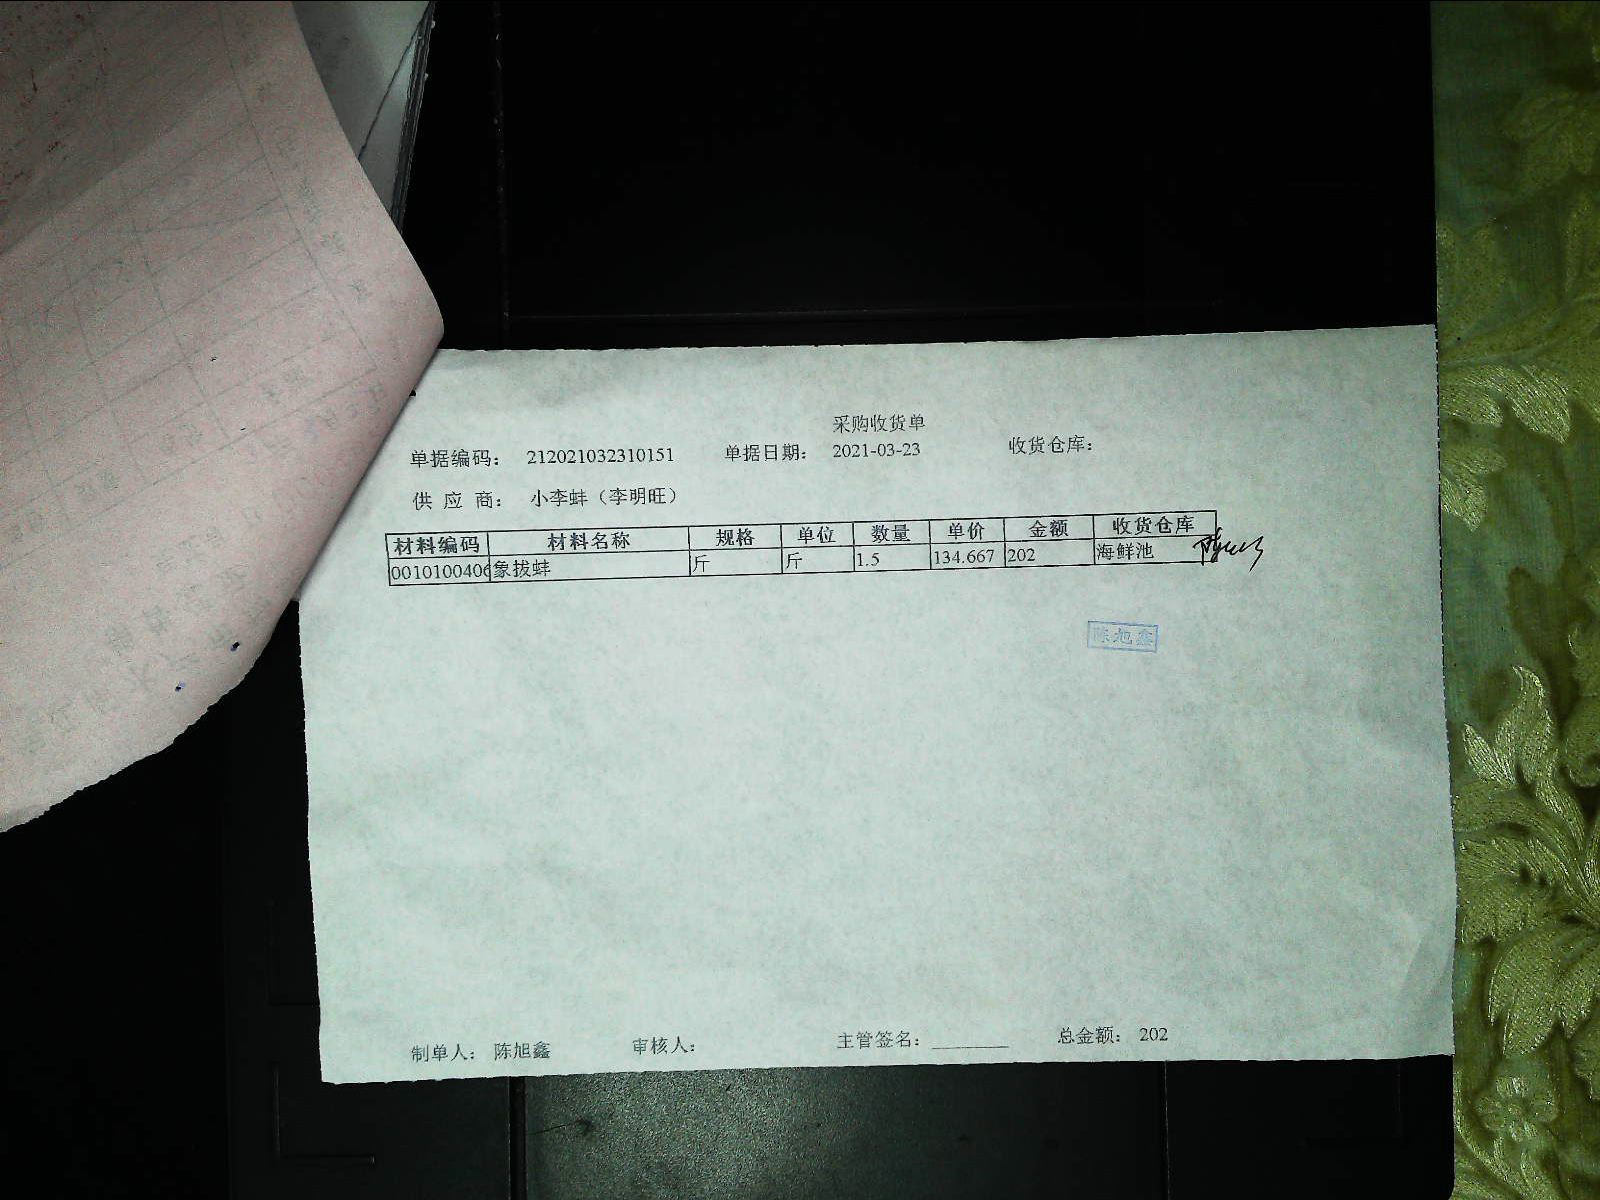 采购收货单
单据编码： 212021032310151 单据日期： 2021-03-23 收货仓库：
供 应 商： 小李蚌（李明旺）
材料编码 材料名称 规格 单位 数量 单价 金额 收货仓库
0010100406 象拔蚌 斤 斤 1.5 134.667 202 海鲜池
陈旭鑫
制单人： 陈旭鑫 审核人： 主管签名：________ 总金额： 202